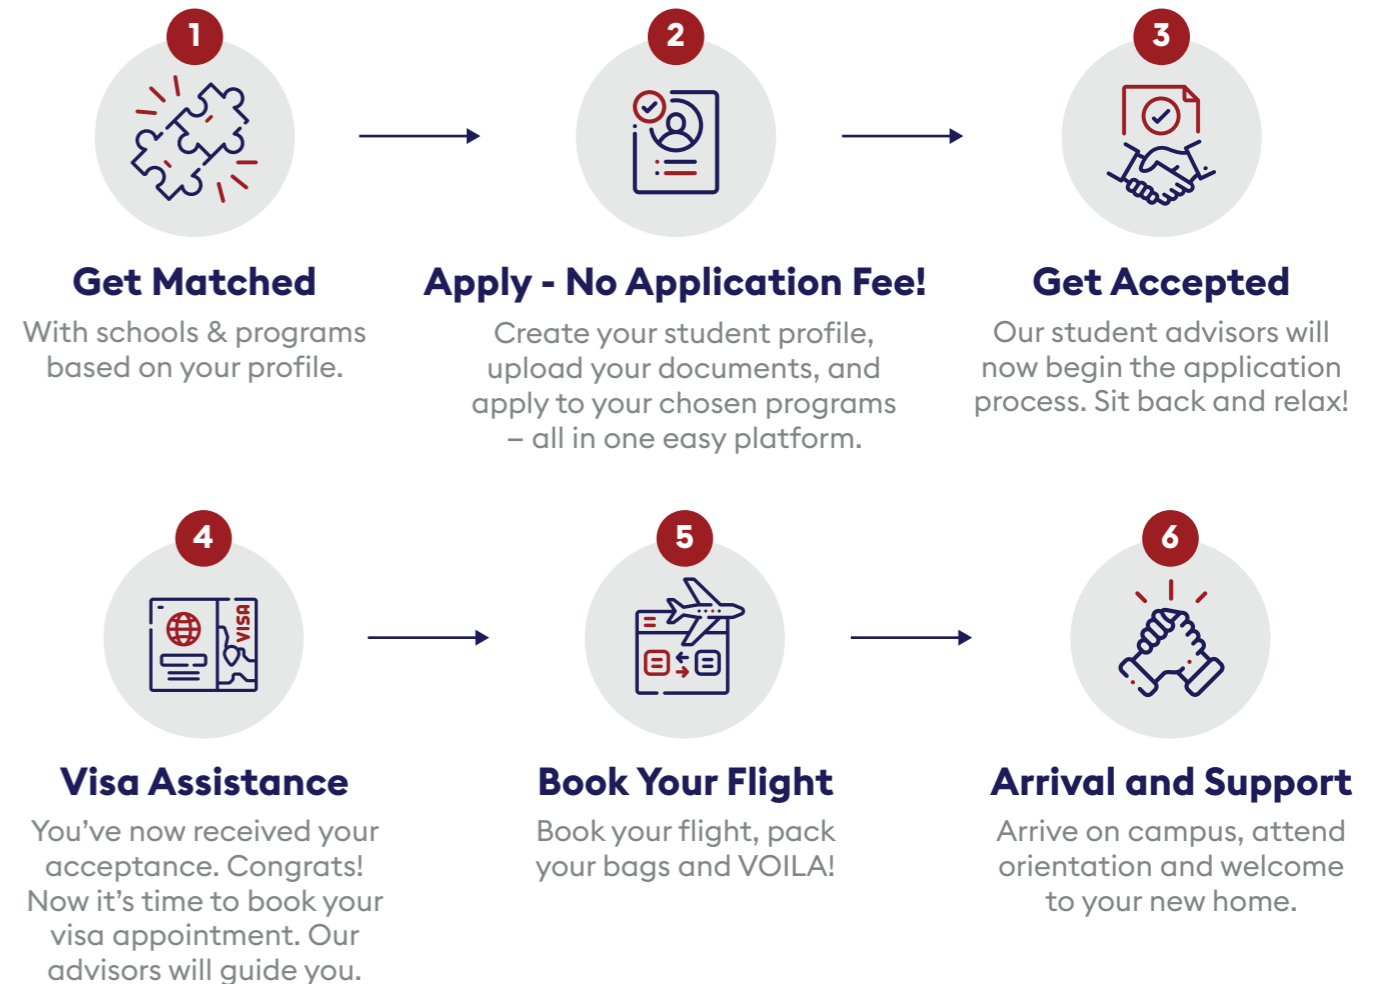 1
Get Matched
With schools & programs
based on your profile.
2
Apply - No Application Fee!
Create your student profile,
upload your documents, and
apply to your chosen programs
– all in one easy platform.
3
Get Accepted
Our student advisors will
now begin the application
process. Sit back and relax!
4
VISA
Visa Assistance
You’ve now received your
acceptance. Congrats!
Now it’s time to book your
visa appointment. Our
advisors will guide you.
5
Book Your Flight
Book your flight, pack
your bags and VOILA!
6
Arrival and Support
Arrive on campus, attend
orientation and welcome
to your new home.